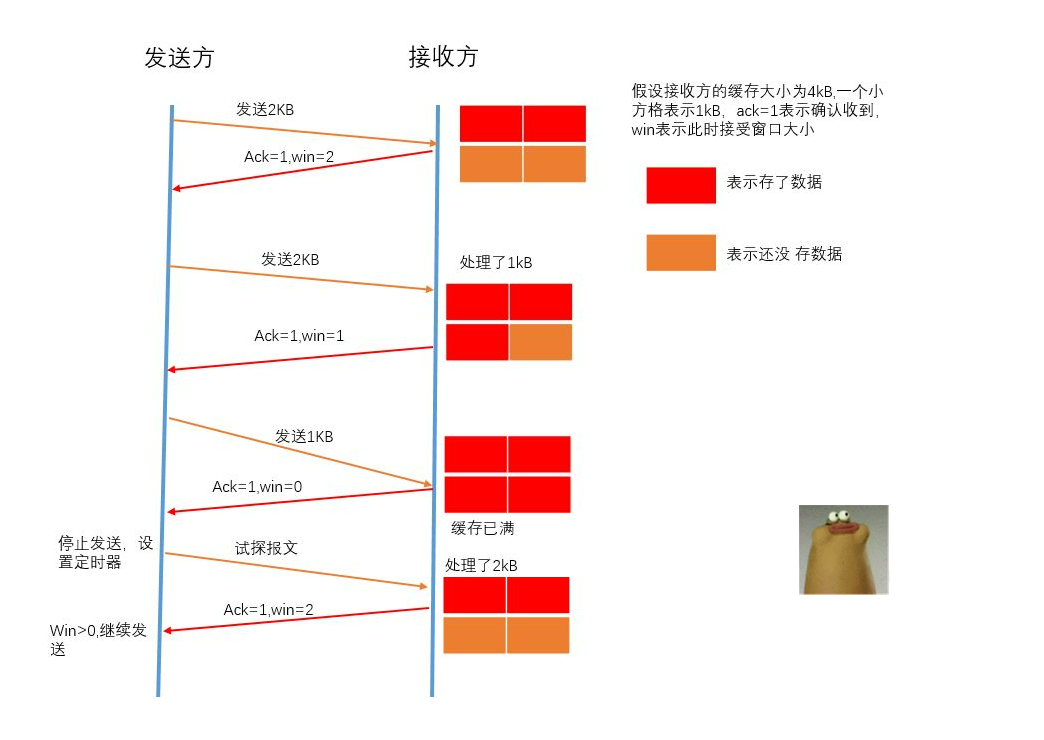 发送方
接收方
假设接收方的缓存大小为4kB,一个小
方格表示1kB，ack=1表示确认收到,
win表示此时接受窗口大小
发送2KB
Ack=1,win=2
表示存了数据
表示还没 存数据
发送2KB
处理了1kB
Ack=1,win=1
发送1KB
Ack=1,win=0
缓存已满
停止发送，设
置定时器
试探报文
处理了2kB
Ack=1,win=2
Win>0,继续发
送